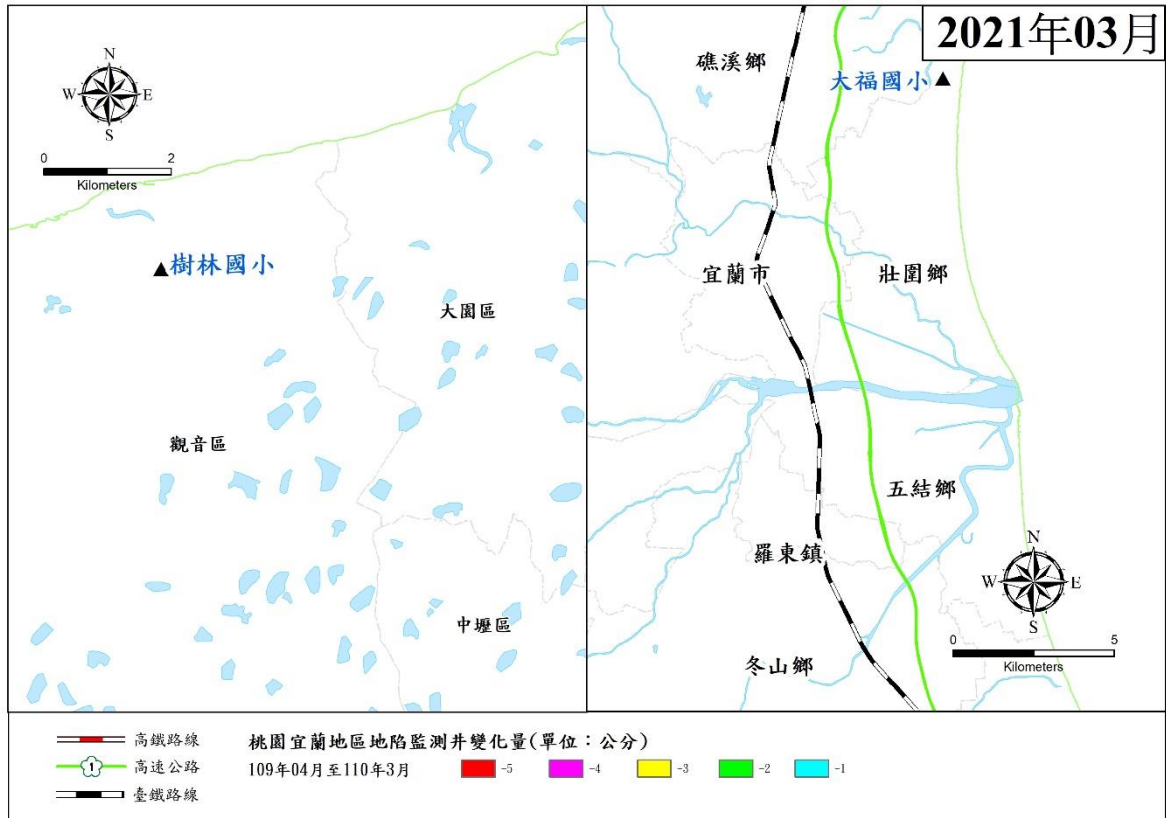 2021年03月
N
W
E
S
0
2
Kilometers
樹林國小
大園區
觀音區
中壢區
礁溪鄉
大福國小
宜蘭市
壯圍鄉
五結鄉
羅東鎮
冬山鄉
N
W
E
S
0
5
Kilometers
高鐵路線
1
高速公路
臺鐵路線
桃園宜蘭地區地陷監測井變化量(單位：公分)
109年04月至110年3月
-5
-4
-3
-2
-1